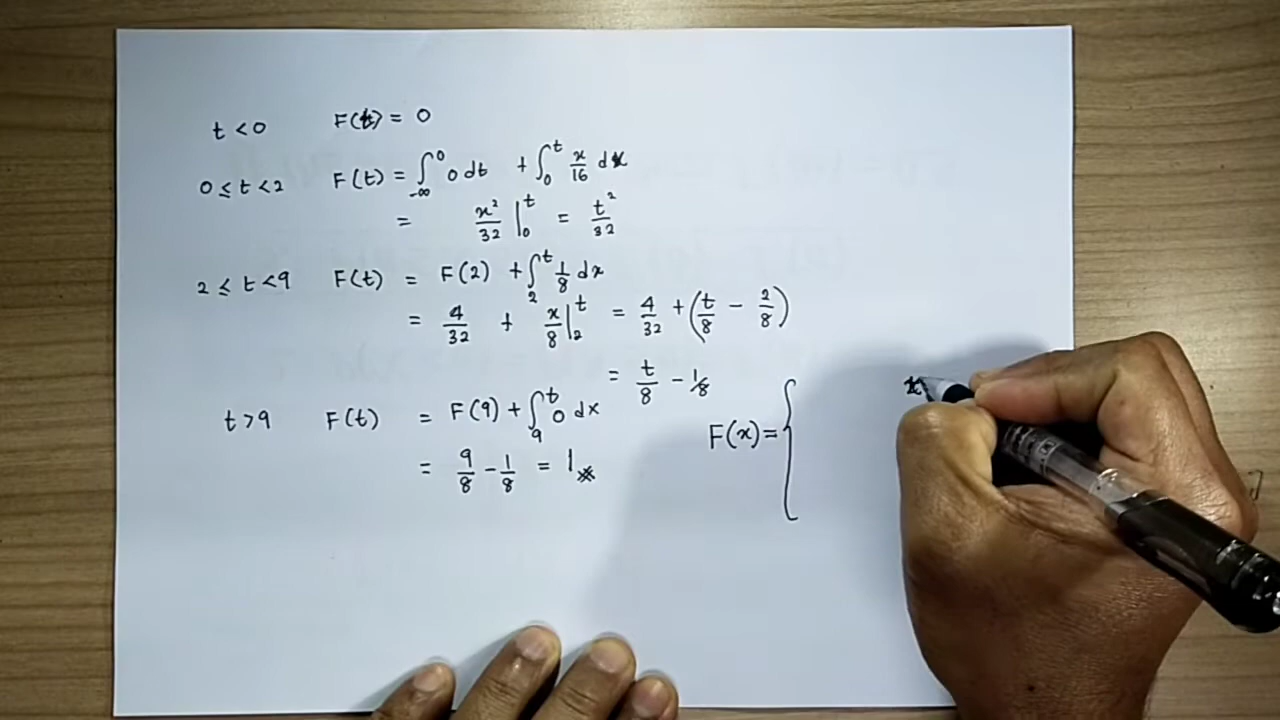 t < 0 F(t) = 0
0 ≤ t < 2 F(t) = ∫_{-∞}^{0} 0 dt + ∫_{0}^{t} x/16 dx
= x²/32 |_{0}^{t} = t²/32
2 ≤ t < 9 F(t) = F(2) + ∫_{2}^{t} 1/8 dx
= 4/32 + x/8 |_{2}^{t} = 4/32 + (t/8 − 2/8)
= t/8 − 1/8
t > 9 F(t) = F(9) + ∫_{9}^{t} 0 dx
= 9/8 − 1/8 = 1
F(x) = {